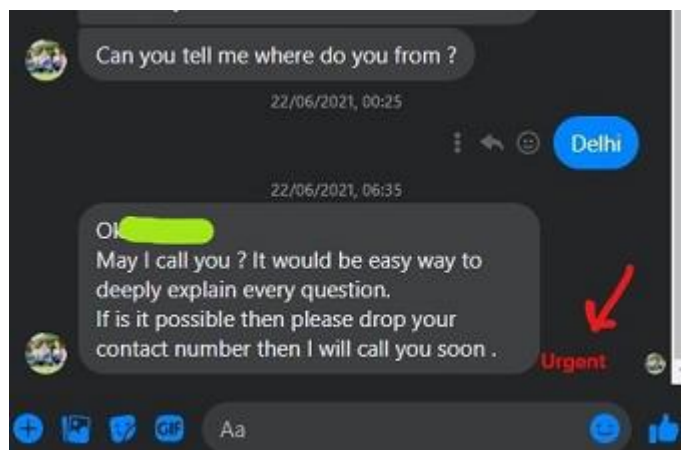 Can you tell me where do you from ?
22/06/2021, 00:25
Delhi
22/06/2021, 06:35
Ok
May I call you ? It would be easy way to
deeply explain every question.
If is it possible then please drop your
contact number then I will call you soon .
Urgent
GIF
Aa